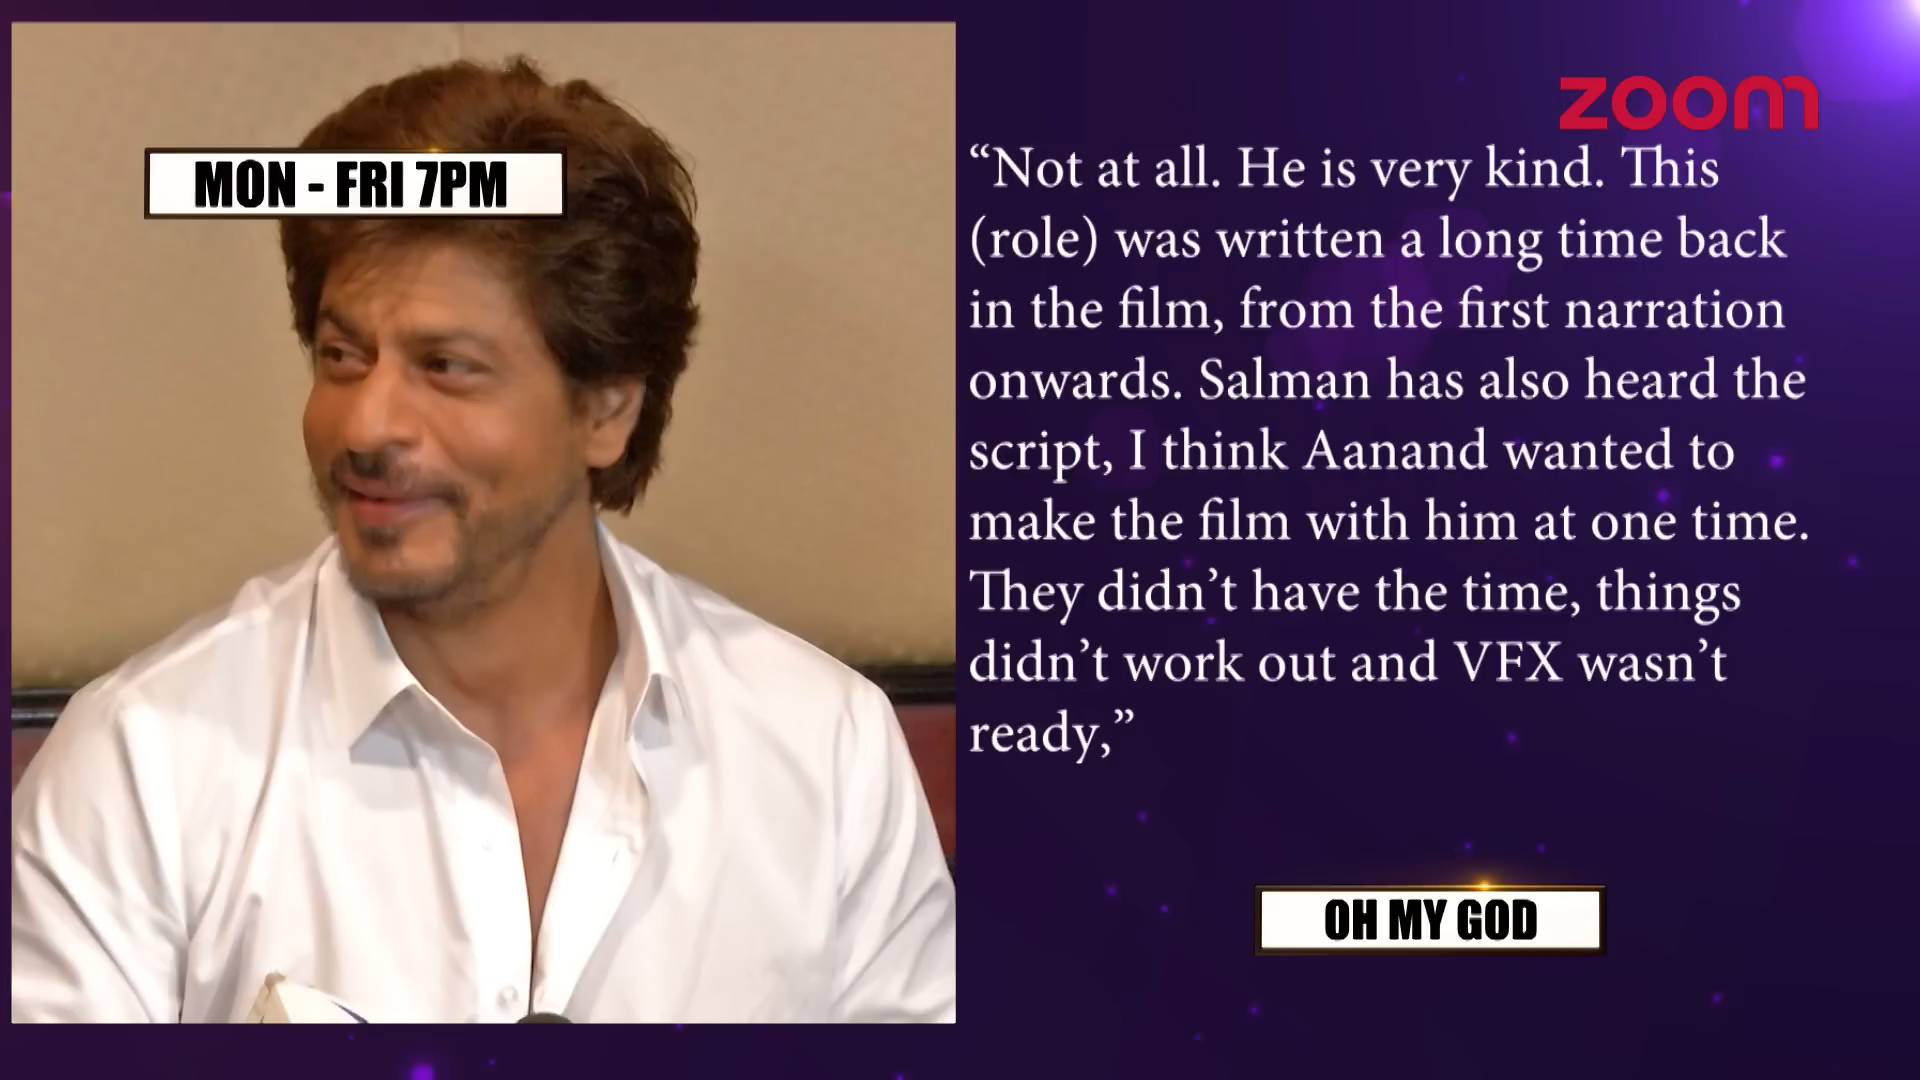 zoom
MON - FRI 7PM
“Not at all. He is very kind. This
(role) was written a long time back
in the film, from the first narration
onwards. Salman has also heard the
script, I think Aanand wanted to
make the film with him at one time.
They didn’t have the time, things
didn’t work out and VFX wasn’t
ready,”
OH MY GOD